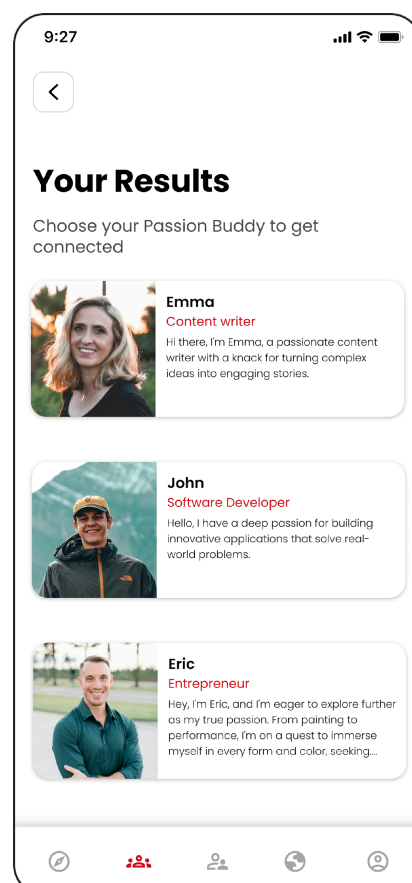 9:27
Your Results
Choose your Passion Buddy to get
connected
Emma
Content writer
Hi there, I'm Emma, a passionate content
writer with a knack for turning complex
ideas into engaging stories.
John
Software Developer
Hello, I have a deep passion for building
innovative applications that solve real-
world problems.
Eric
Entrepreneur
Hey, I'm Eric, and I'm eager to explore further
as my true passion. From painting to
performance, I'm on a quest to immerse
myself in every form and color, seeking....